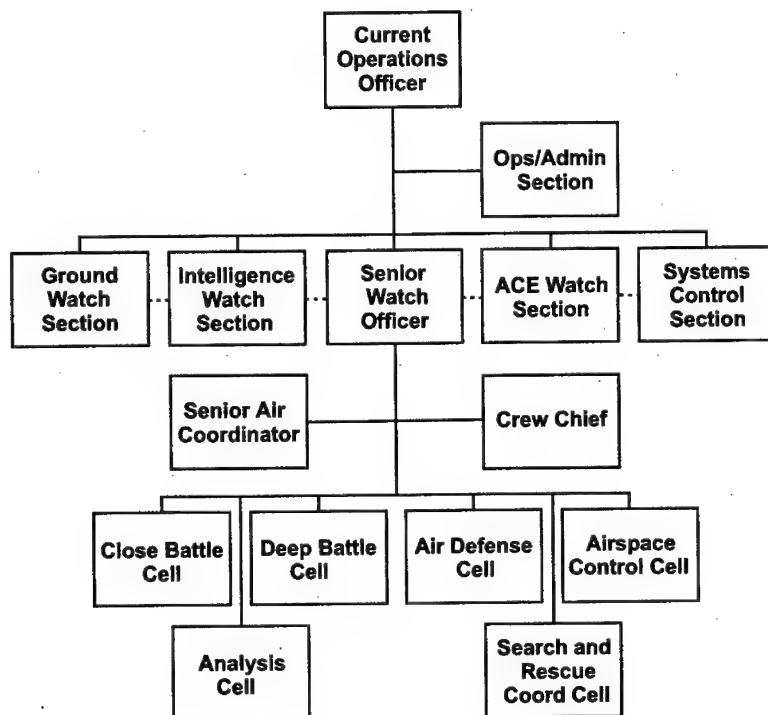 Current
Operations
Officer
Ops/Admin
Section
Ground
Watch
Section
Intelligence
Watch
Section
Senior
Watch
Officer
ACE Watch
Section
Systems
Control
Section
Senior Air
Coordinator
Crew Chief
Close Battle
Cell
Deep Battle
Cell
Air Defense
Cell
Airspace
Control Cell
Analysis
Cell
Search and
Rescue
Coord Cell